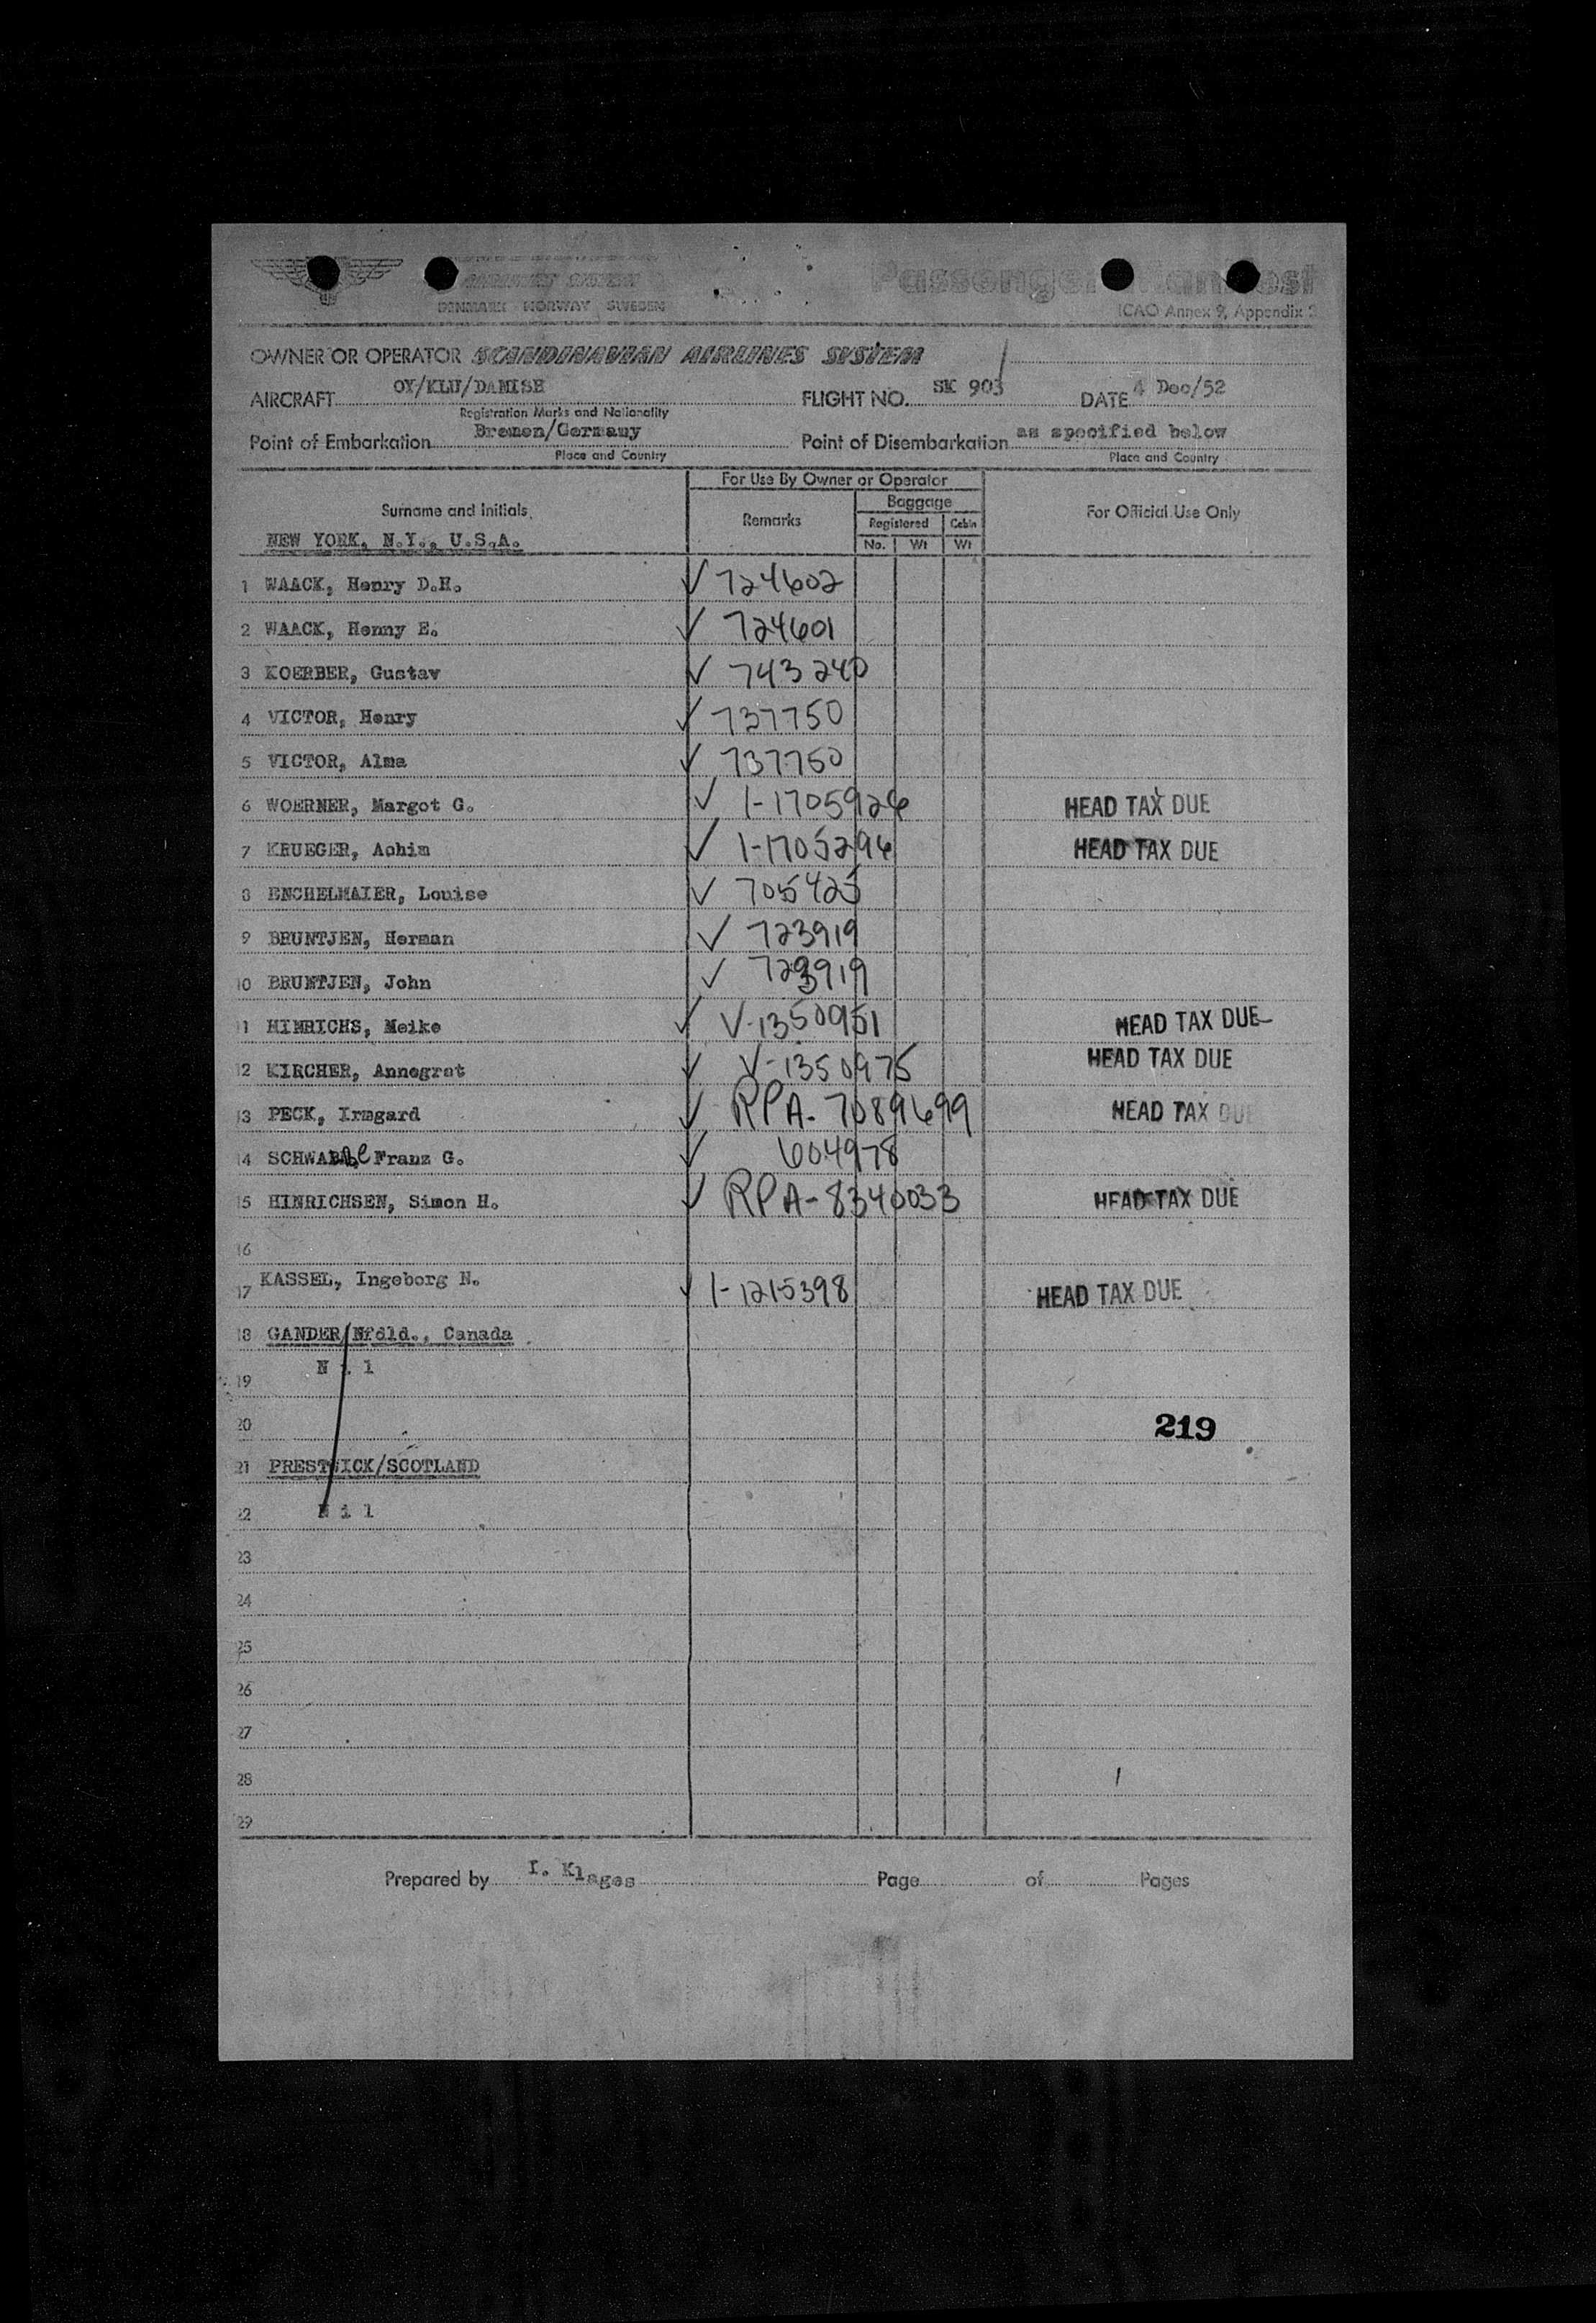 DENMARK NORWAY SWEDEN
Passenger Manifest
ICAO Annex 9, Appendix
OWNER OR OPERATOR SCANDINAVIAN AIRLINES SYSTEM
AIRCRAFT OY/KLU/DANISH FLIGHT NO. SK 903 DATE 4 Dec/52
Registration Marks and Nationality
Point of Embarkation Bremen/Germany Point of Disembarkation as specified below
Place and Country Place and Country
For Use By Owner or Operator
Surname and Initials Remarks Baggage For Official Use Only
Registered Cabin
NEW YORK, N.Y., U.S.A. No. Wt Wt
1 WAACK, Henry D.H. ✓ 724602
2 WAACK, Henny E. ✓ 724601
3 KOERBER, Gustav ✓ 743240
4 VICTOR, Henry ✓ 737750
5 VICTOR, Alma ✓ 737750
6 WOERNER, Margot G. ✓ I-1705926 HEAD TAX DUE
7 KRUEGER, Achim ✓ I-1705296 HEAD TAX DUE
8 ENCHELMAIER, Louise ✓ 705425
9 BRUNTJEN, Herman ✓ 723919
10 BRUNTJEN, John ✓ 723919
11 HINRICHS, Meike ✓ V-1350951 HEAD TAX DUE
12 KIRCHER, Annegret ✓ V-1350975 HEAD TAX DUE
13 PECK, Irmgard ✓ RPA-7089699 HEAD TAX DUE
14 SCHWABE Franz G. ✓ 604978
15 HINRICHSEN, Simon H. ✓ RPA-8340033 HEAD TAX DUE
16
17 KASSEL, Ingeborg N. ✓ I-1215398 HEAD TAX DUE
18 GANDER/Nfdld., Canada
N i l
19
20 219
21 PRESTWICK/SCOTLAND
22 N i l
23
24
25
26
27
28
29
Prepared by I. Klages Page of Pages